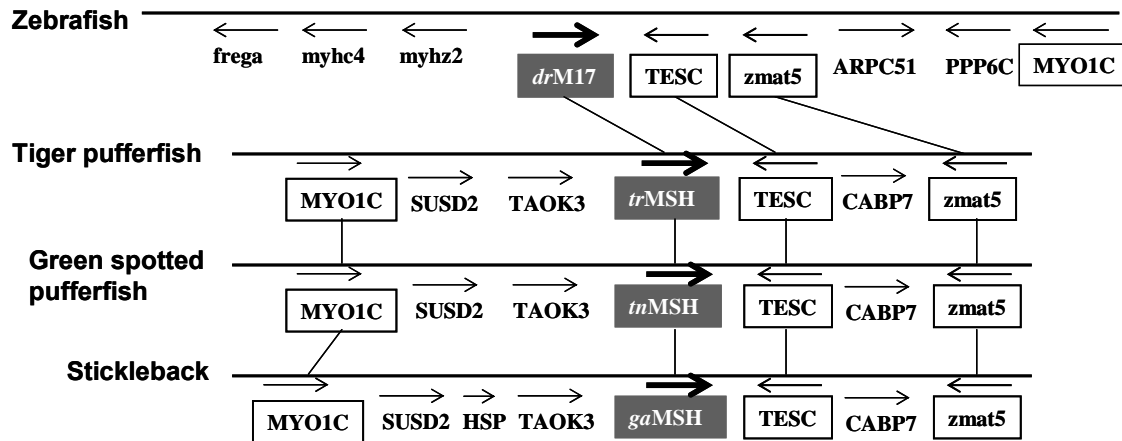 Zebrafish
frega myhc4 myhz2 drM17 TESC zmat5 ARPC51 PPP6C MYO1C
Tiger pufferfish
MYO1C SUSD2 TAOK3 trMSH TESC CABP7 zmat5
Green spotted
pufferfish
MYO1C SUSD2 TAOK3 tnMSH TESC CABP7 zmat5
Stickleback
MYO1C SUSD2 HSP TAOK3 gaMSH TESC CABP7 zmat5